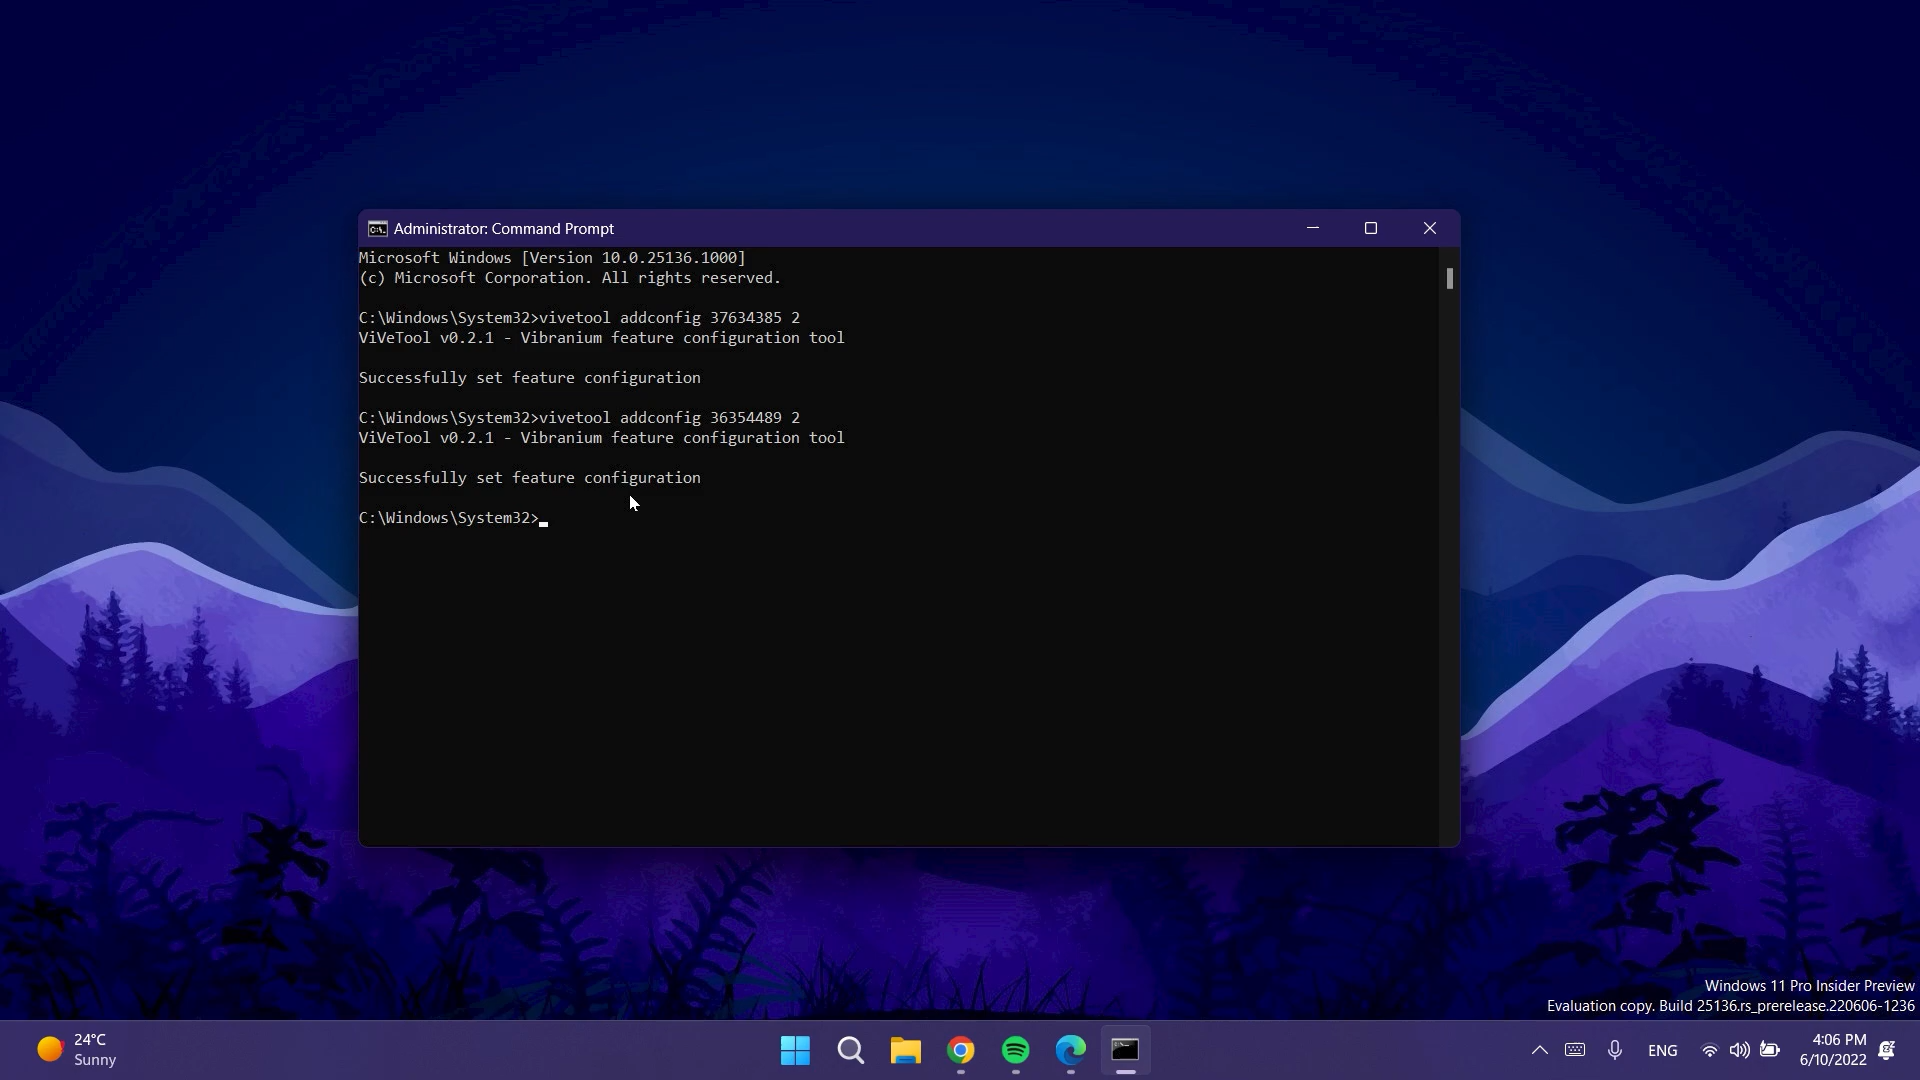 Administrator: Command Prompt
Microsoft Windows [Version 10.0.25136.1000]
(c) Microsoft Corporation. All rights reserved.
C:\Windows\System32>vivetool addconfig 37634385 2
ViVeTool v0.2.1 - Vibranium feature configuration tool
Successfully set feature configuration
C:\Windows\System32>vivetool addconfig 36354489 2
ViVeTool v0.2.1 - Vibranium feature configuration tool
Successfully set feature configuration
C:\Windows\System32>
Windows 11 Pro Insider Preview
Evaluation copy. Build 25136.rs_prerelease.220606-1236
24°C
Sunny
ENG
4:06 PM
6/10/2022